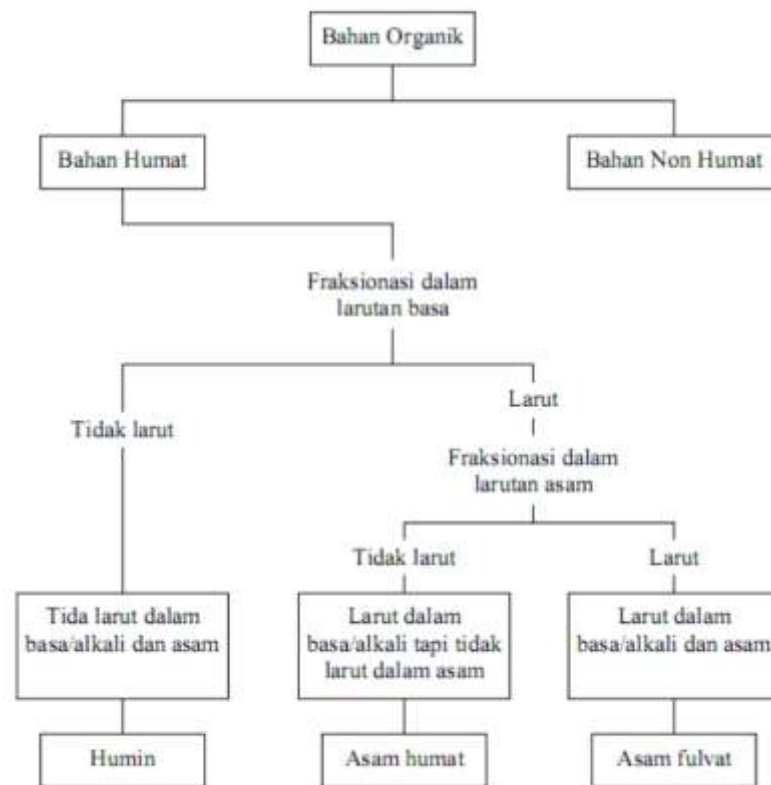 Bahan Organik
Bahan Humat
Bahan Non Humat
Fraksionasi dalam
larutan basa
Tidak larut
Larut
Fraksionasi dalam
larutan asam
Tidak larut
Larut
Tida larut dalam
basa/alkali dan asam
Larut dalam
basa/alkali tapi tidak
larut dalam asam
Larut dalam
basa/alkali dan asam
Humin
Asam humat
Asam fulvat